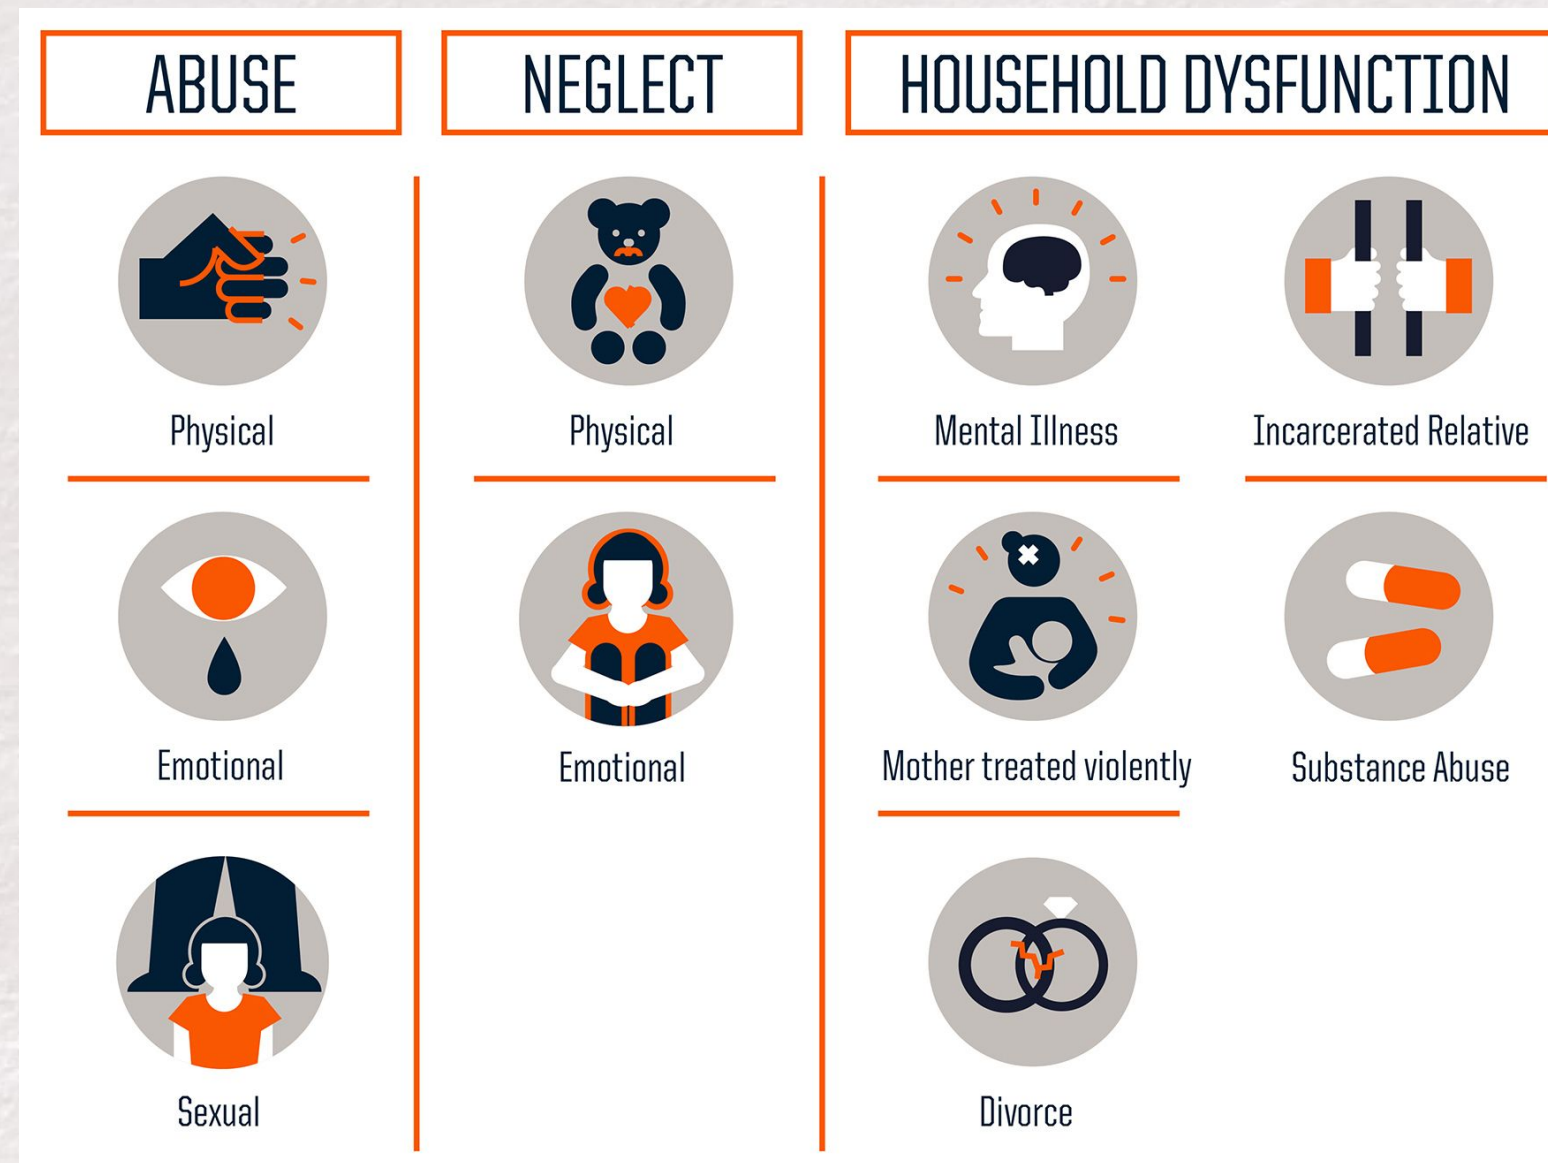 ABUSE
Physical
Emotional
Sexual
NEGLECT
Physical
Emotional
HOUSEHOLD DYSFUNCTION
Mental Illness
Incarcerated Relative
Mother treated violently
Substance Abuse
Divorce